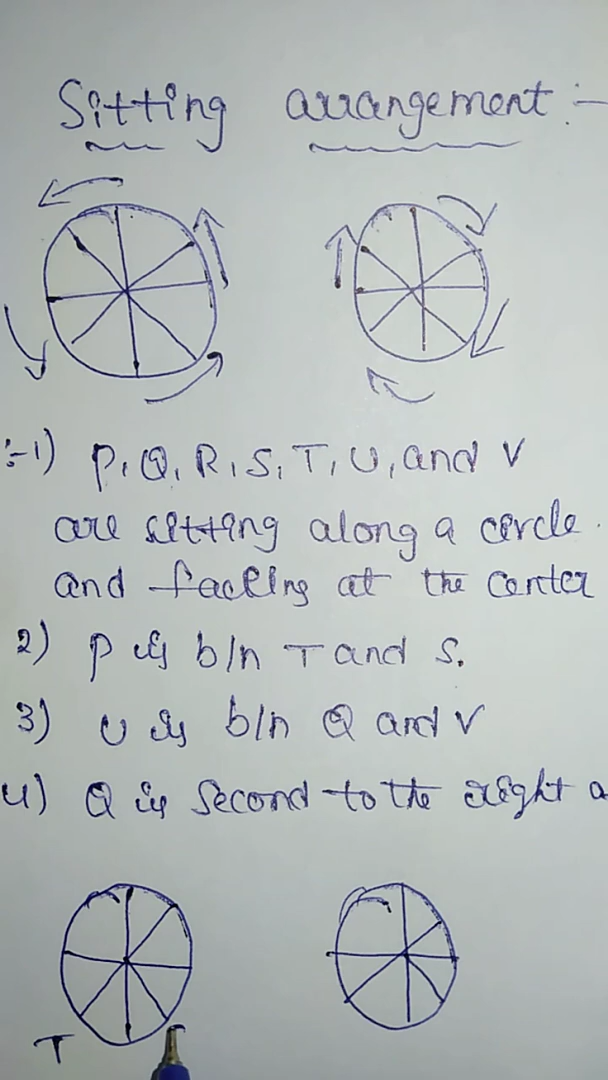 Sitting arrangement :-
:-1) P, Q, R, S, T, U, and V
are sitting along a circle.
and facing at the center
2) P is b/n T and S.
3) U is b/n Q and V
4) Q is second to the right
T